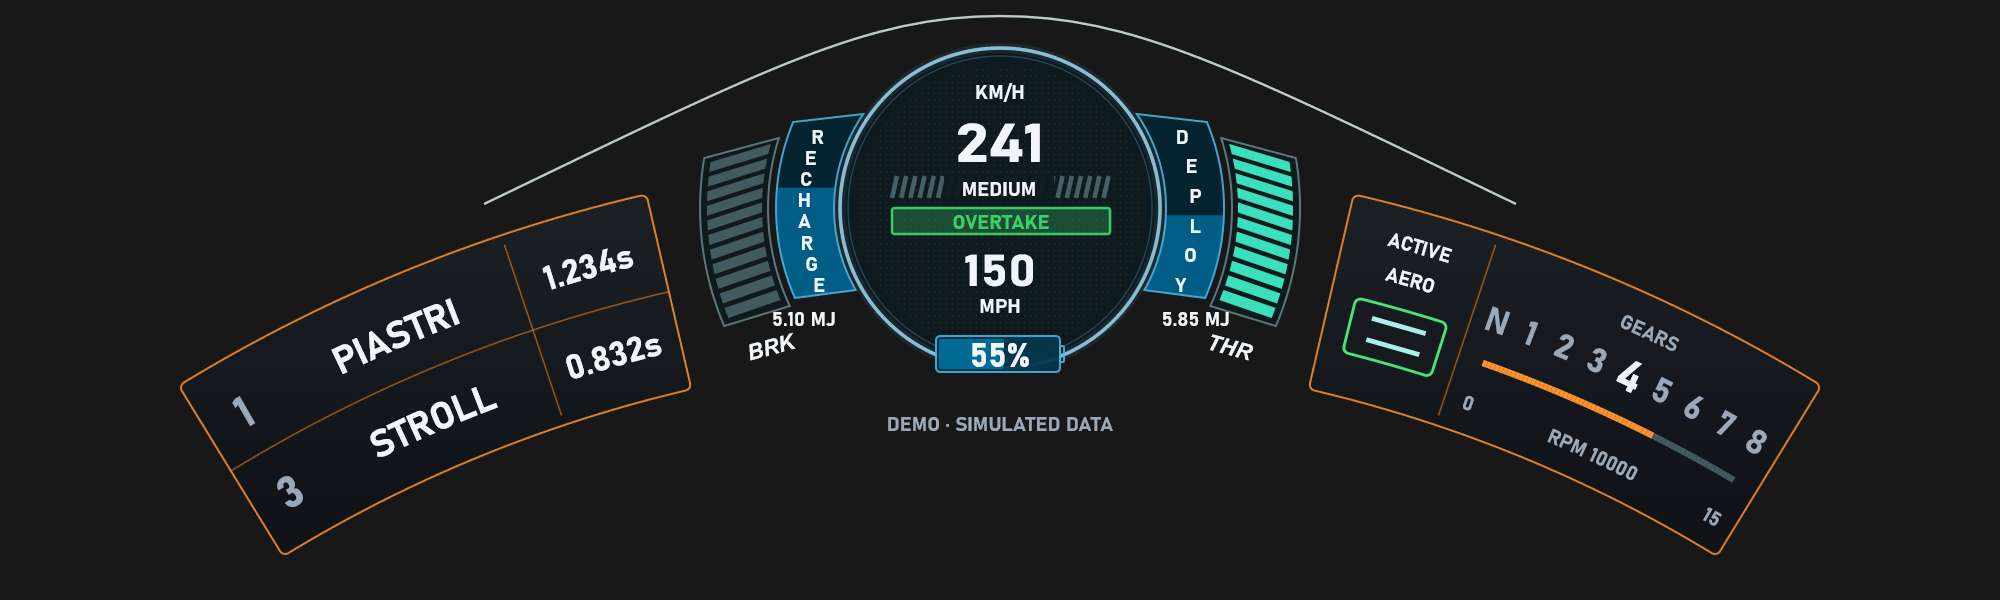 1 PIASTRI 1.234s
3 STROLL 0.832s
BRK
RECHARGE
5.10 MJ
KM/H
241
MEDIUM
OVERTAKE
150
MPH
55%
DEPLOY
5.85 MJ
THR
ACTIVE
AERO
GEARS
N 1 2 3 4 5 6 7 8
0
RPM 10000
15
DEMO · SIMULATED DATA